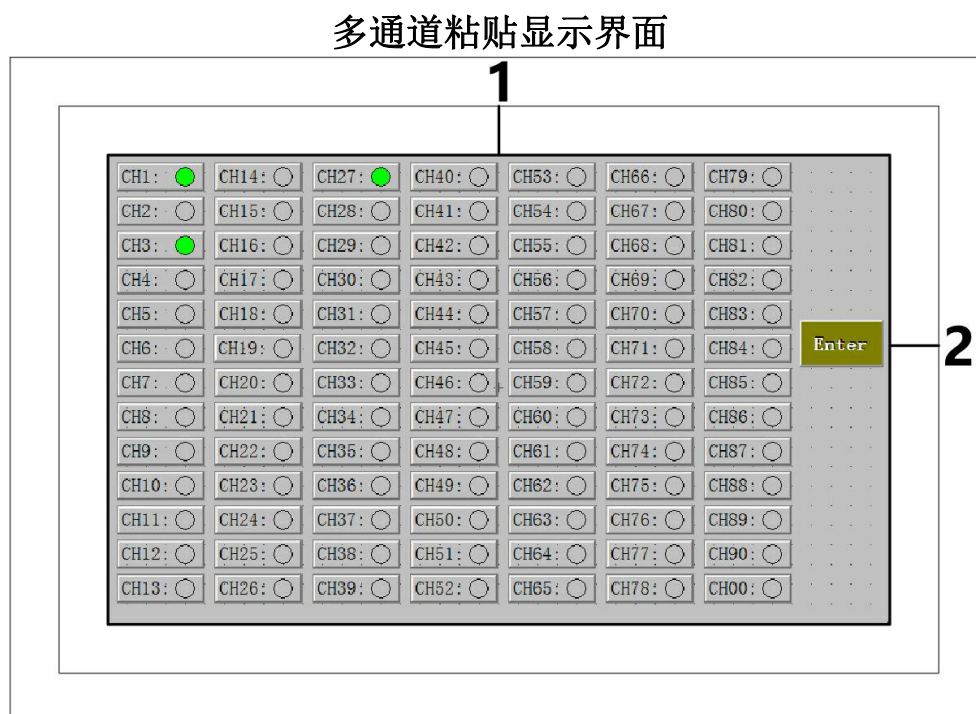 多通道粘贴显示界面
1
CH1: CH14: CH27: CH40: CH53: CH66: CH79:
CH2: CH15: CH28: CH41: CH54: CH67: CH80:
CH3: CH16: CH29: CH42: CH55: CH68: CH81:
CH4: CH17: CH30: CH43: CH56: CH69: CH82:
CH5: CH18: CH31: CH44: CH57: CH70: CH83:
CH6: CH19: CH32: CH45: CH58: CH71: CH84: Enter 2
CH7: CH20: CH33: CH46: CH59: CH72: CH85:
CH8: CH21: CH34: CH47: CH60: CH73: CH86:
CH9: CH22: CH35: CH48: CH61: CH74: CH87:
CH10: CH23: CH36: CH49: CH62: CH75: CH88:
CH11: CH24: CH37: CH50: CH63: CH76: CH89:
CH12: CH25: CH38: CH51: CH64: CH77: CH90:
CH13: CH26: CH39: CH52: CH65: CH78: CH00: